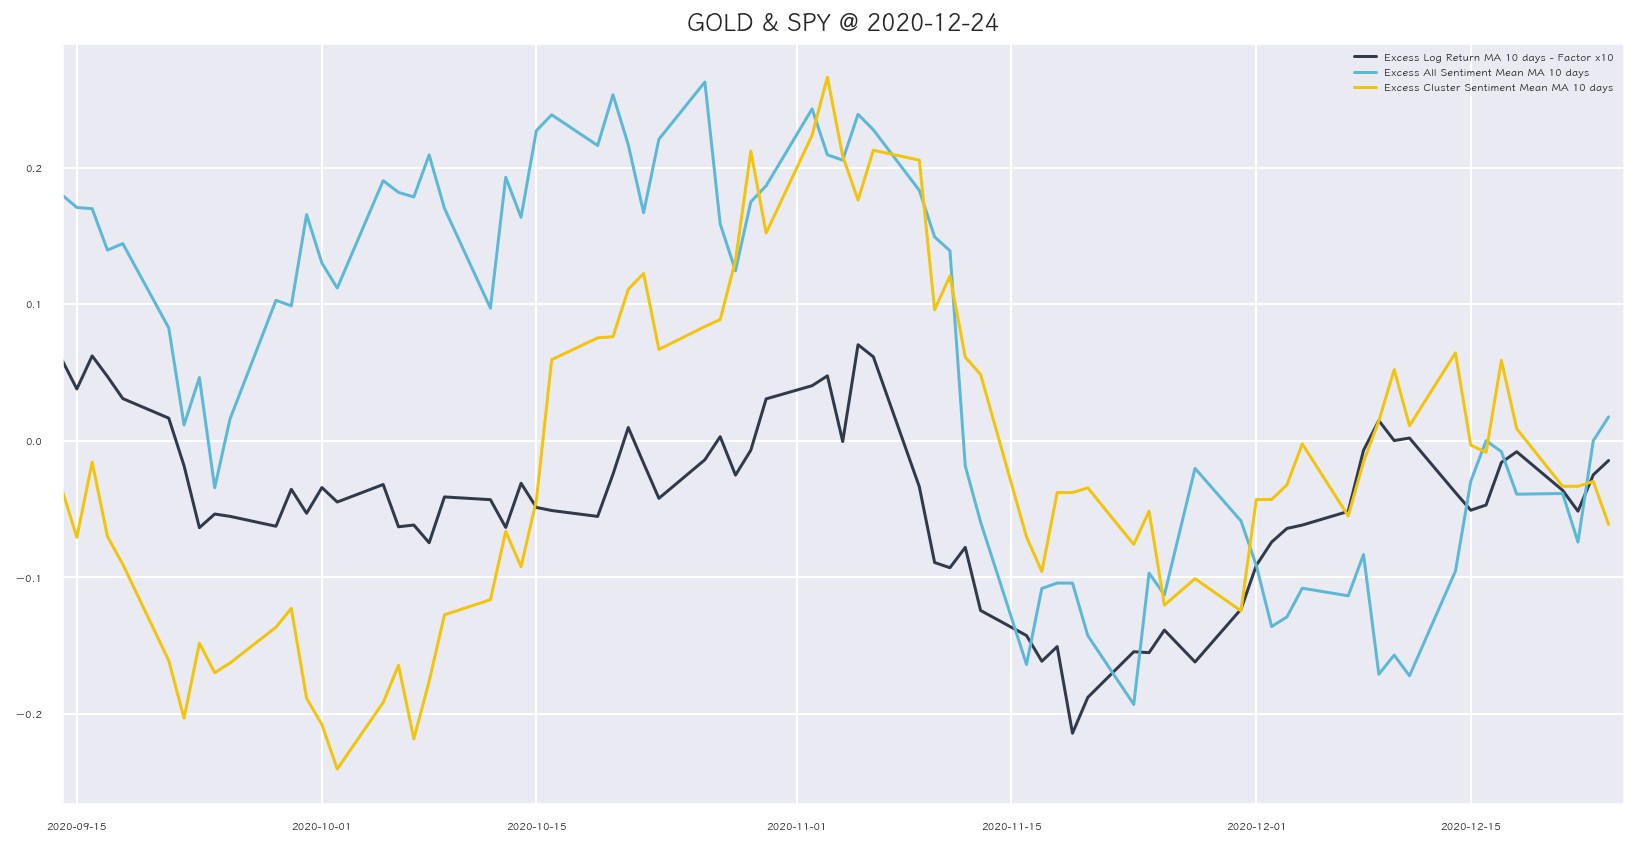 GOLD & SPY @ 2020-12-24
Excess Log Return MA 10 days - Factor x10
Excess All Sentiment Mean MA 10 days
Excess Cluster Sentiment Mean MA 10 days
0.2
0.1
0.0
−0.1
−0.2
2020-09-15 2020-10-01 2020-10-15 2020-11-01 2020-11-15 2020-12-01 2020-12-15